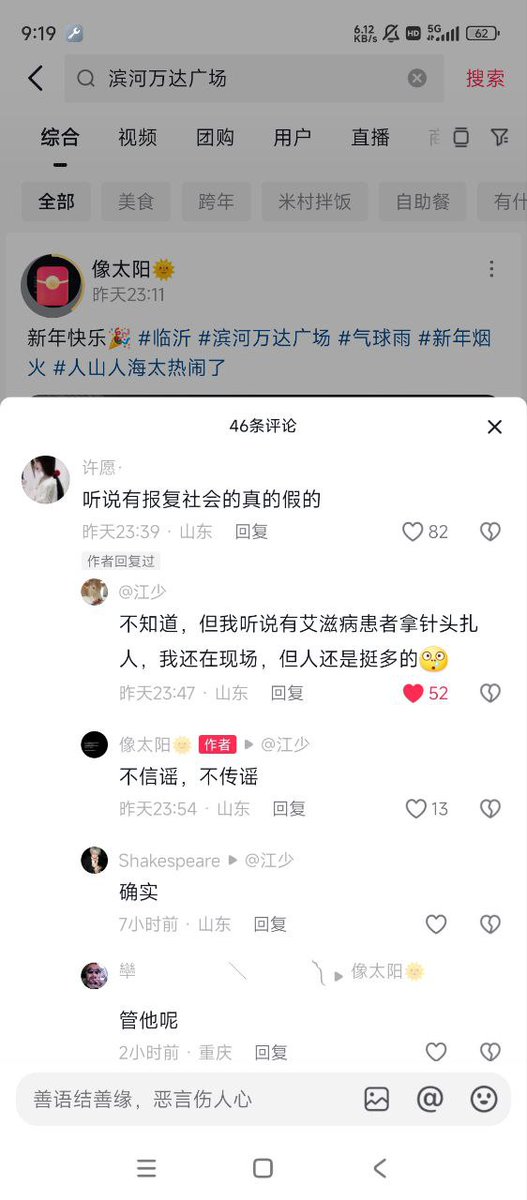 9:19
6.12
KB/s
HD
5G
62
滨河万达广场
搜索
综合 视频 团购 用户 直播
全部 美食 跨年 米村拌饭 自助餐 有什
像太阳🌞
昨天23:11
新年快乐🎉 #临沂 #滨河万达广场 #气球雨 #新年烟
火 #人山人海太热闹了
46条评论
许愿·
听说有报复社会的真的假的
昨天23:39 · 山东 回复 82
作者回复过
@江少
不知道，但我听说有艾滋病患者拿针头扎
人，我还在现场，但人还是挺多的🙄
昨天23:47 · 山东 回复 52
像太阳🌞 作者 ▶ @江少
不信谣，不传谣
昨天23:54 · 山东 回复 13
Shakespeare ▶ @江少
确实
7小时前 · 山东 回复
▶ 像太阳🌞
管他呢
2小时前 · 重庆 回复
善语结善缘，恶言伤人心